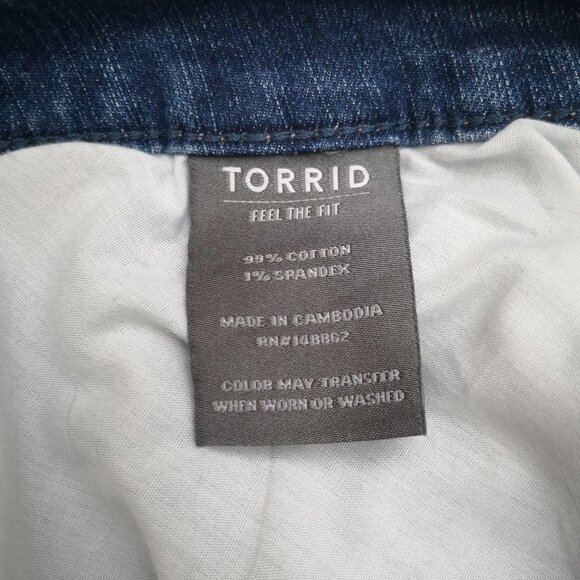 TORRID
FEEL THE FIT
99% COTTON
1% SPANDEX
MADE IN CAMBODIA
RN#148862
COLOR MAY TRANSFER
WHEN WORN OR WASHED